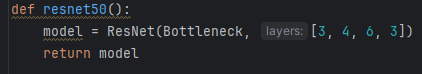 def resnet50():
    model = ResNet(Bottleneck, layers: [3, 4, 6, 3])
    return model